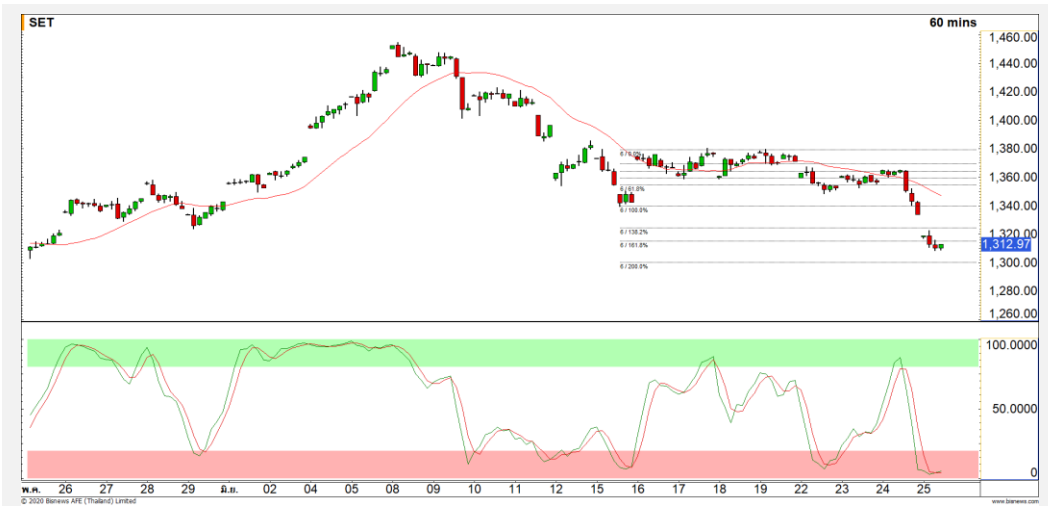 SET 60 mins
1,460.00
1,440.00
1,420.00
1,400.00
1,380.00
1,360.00
1,340.00
1,320.00
1,312.97
1,300.00
1,280.00
1,260.00
6 / 0.0%
6 / 61.8%
6 / 100.0%
6 / 138.2%
6 / 161.8%
6 / 200.0%
100.0000
50.0000
0
พ.ค. 26 27 28 29 มิ.ย. 02 04 05 08 09 10 11 12 15 16 17 18 19 22 23 24 25
© 2020 Bisnews AFE (Thailand) Limited www.bisnews.com